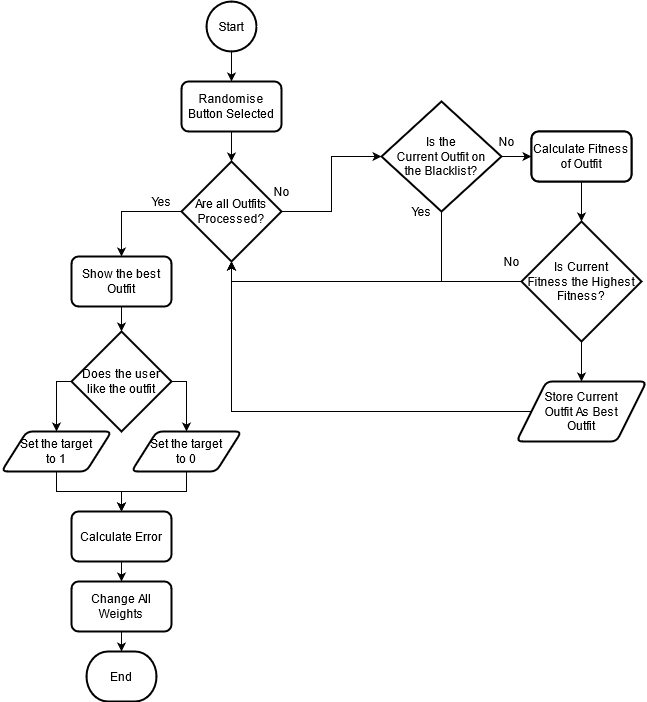 Start
Randomise
Button Selected
Are all Outfits
Processed?
Yes
No
Is the
Current Outfit on
the Blacklist?
No
Yes
Calculate Fitness
of Outfit
Is Current
Fitness the Highest
Fitness?
No
Store Current
Outfit As Best
Outfit
Show the best
Outfit
Does the user
like the outfit
Set the target
to 1
Set the target
to 0
Calculate Error
Change All
Weights
End